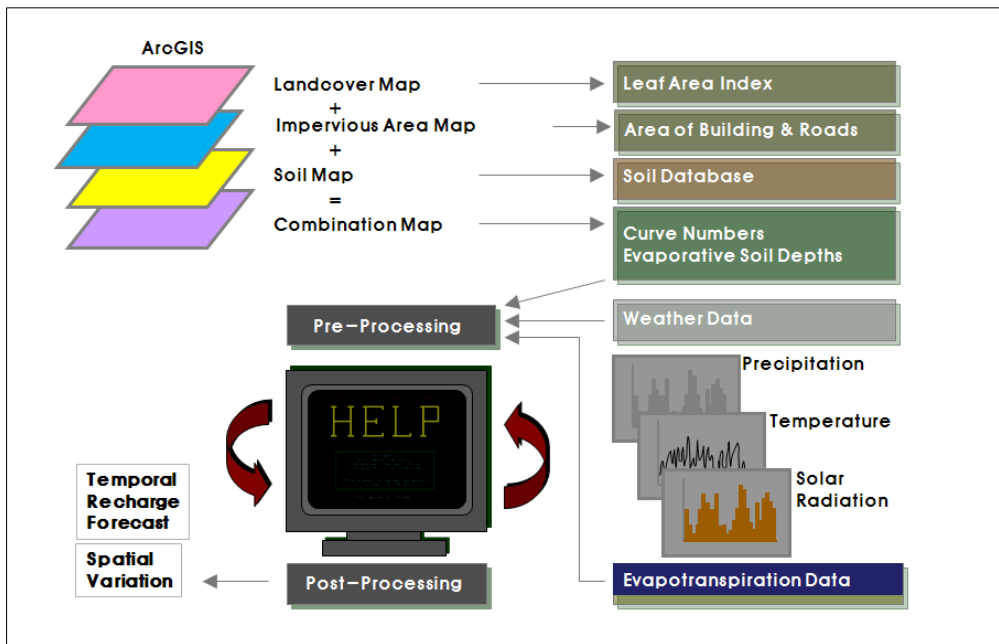 ArcGIS
Landcover Map
+
Impervious Area Map
+
Soil Map
=
Combination Map
Leaf Area Index
Area of Building & Roads
Soil Database
Curve Numbers
Evaporative Soil Depths
Pre-Processing
Weather Data
Precipitation
Temperature
Solar
Radiation
HELP
Temporal
Recharge
Forecast
Spatial
Variation
Post-Processing
Evapotranspiration Data